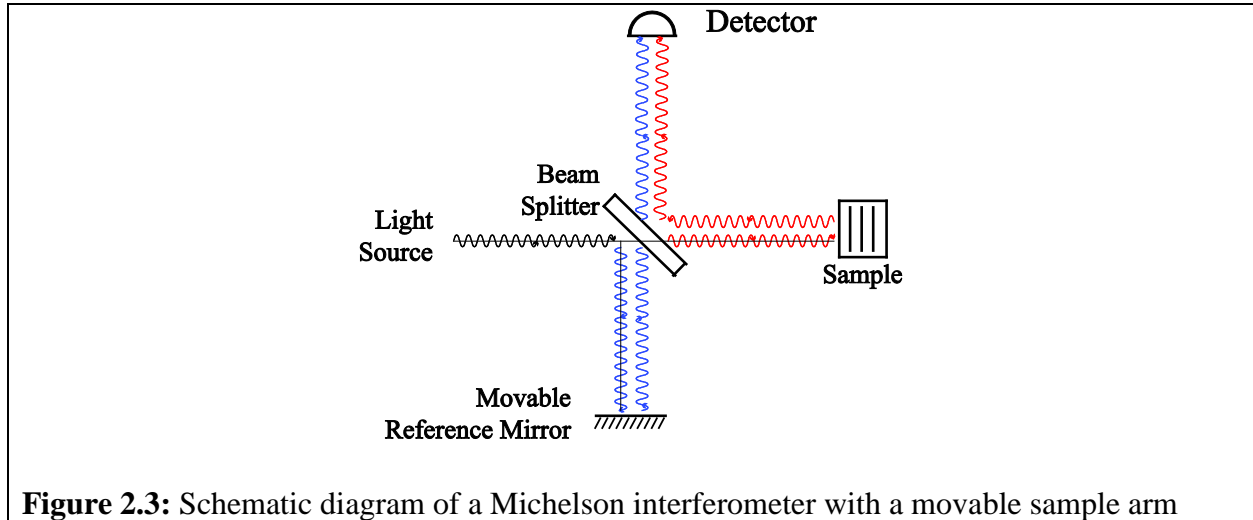 Detector
Beam
Splitter
Light
Source
Sample
Movable
Reference Mirror
Figure 2.3: Schematic diagram of a Michelson interferometer with a movable sample arm